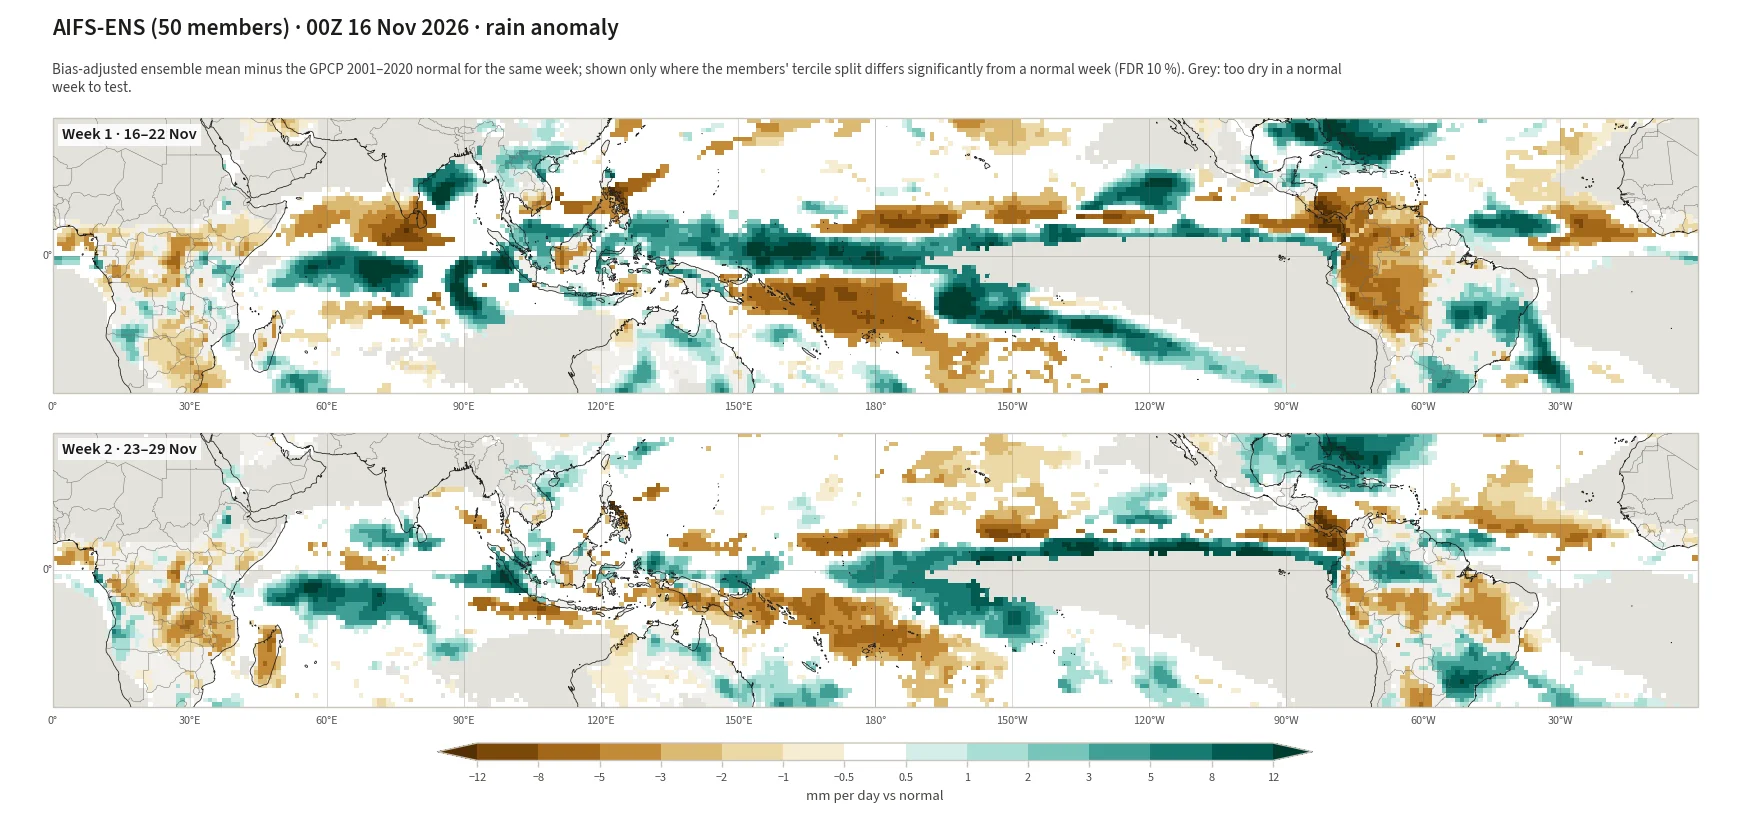 AIFS-ENS (50 members) · 00Z 16 Nov 2026 · rain anomaly
Bias-adjusted ensemble mean minus the GPCP 2001–2020 normal for the same week; shown only where the members' tercile split differs significantly from a normal week (FDR 10 %). Grey: too dry in a normal
week to test.
Week 1 · 16–22 Nov
0°
0° 30°E 60°E 90°E 120°E 150°E 180° 150°W 120°W 90°W 60°W 30°W
Week 2 · 23–29 Nov
0°
0° 30°E 60°E 90°E 120°E 150°E 180° 150°W 120°W 90°W 60°W 30°W
−12 −8 −5 −3 −2 −1 −0.5 0.5 1 2 3 5 8 12
mm per day vs normal